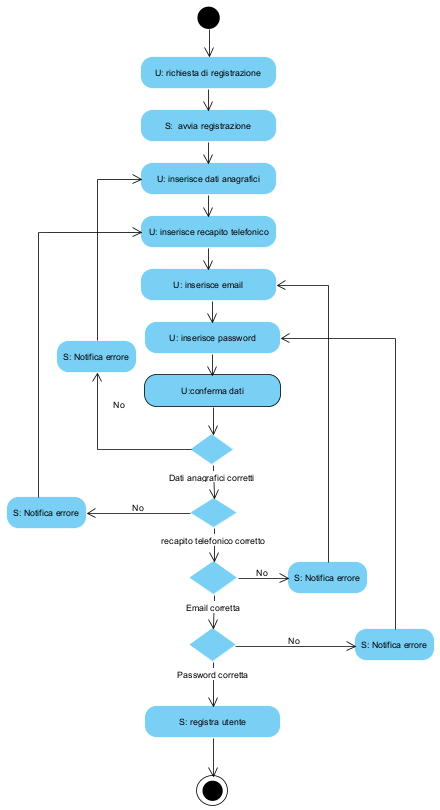 U: richiesta di registrazione
S: avvia registrazione
U: inserisce dati anagrafici
U: inserisce recapito telefonico
U: inserisce email
U: inserisce password
S: Notifica errore
U:conferma dati
No
Dati anagrafici corretti
No
S: Notifica errore
recapito telefonico corretto
No
S: Notifica errore
Email corretta
No
S: Notifica errore
Password corretta
S: registra utente